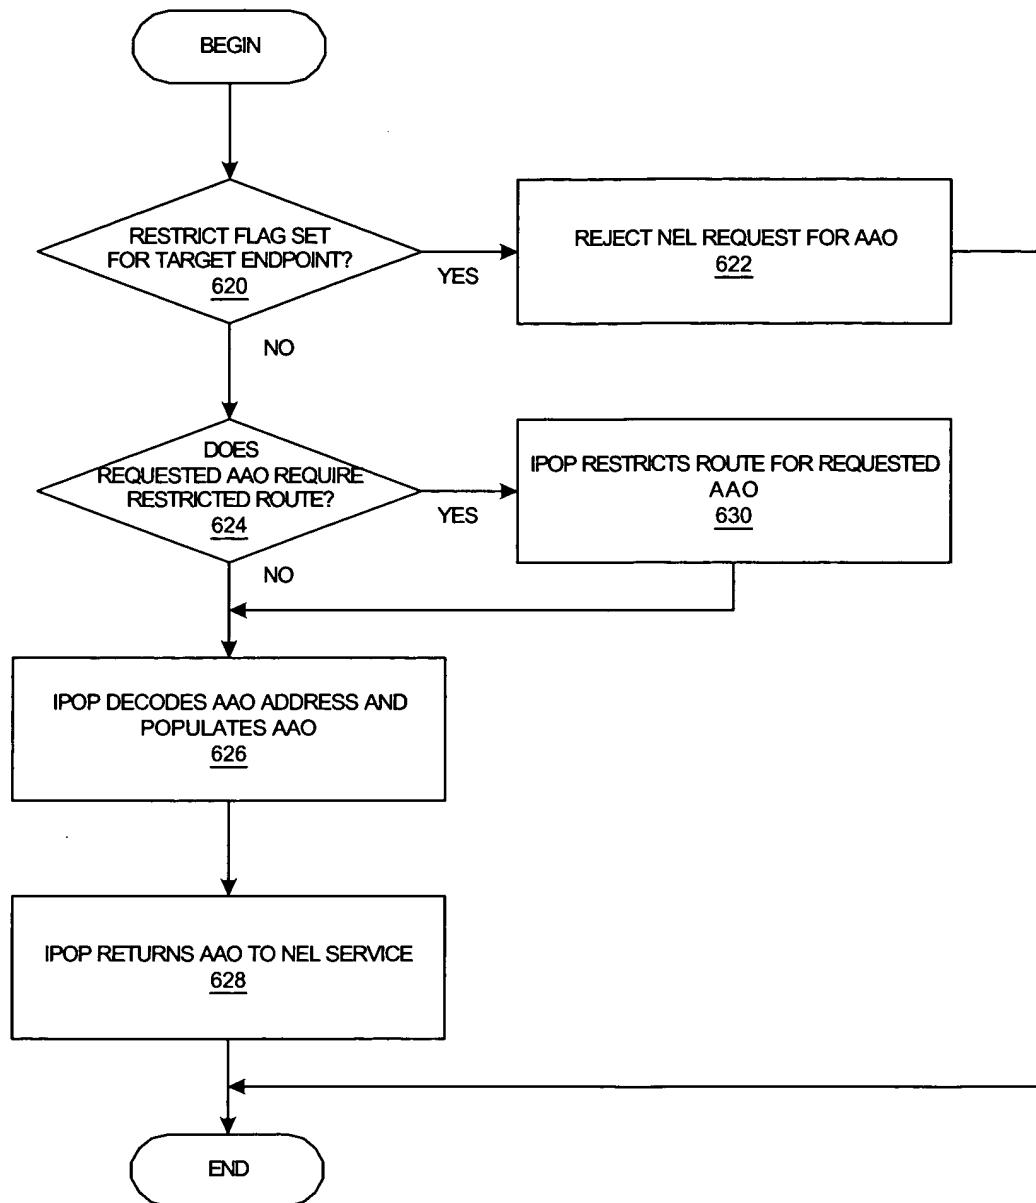 BEGIN
RESTRICT FLAG SET
FOR TARGET ENDPOINT?
620
YES
NO
REJECT NEL REQUEST FOR AAO
622
DOES
REQUESTED AAO REQUIRE
RESTRICTED ROUTE?
624
YES
NO
IPOP RESTRICTS ROUTE FOR REQUESTED
AAO
630
IPOP DECODES AAO ADDRESS AND
POPULATES AAO
626
IPOP RETURNS AAO TO NEL SERVICE
628
END